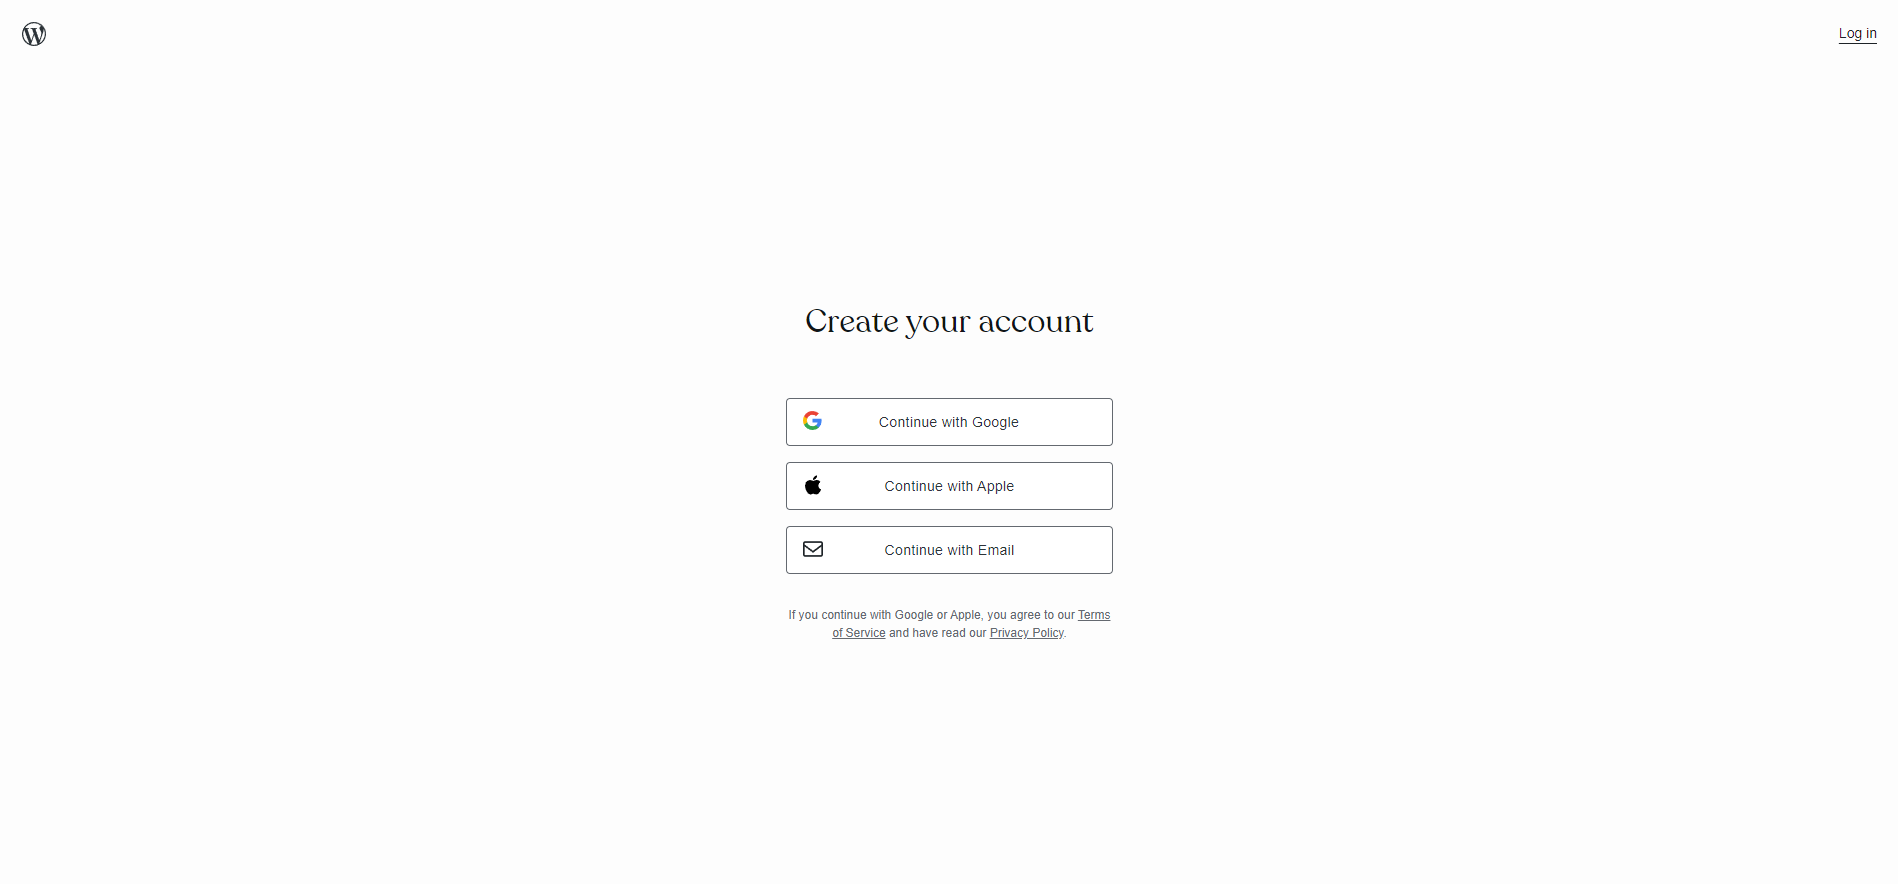 Log in
Create your account
Continue with Google
Continue with Apple
Continue with Email
If you continue with Google or Apple, you agree to our Terms
of Service and have read our Privacy Policy.